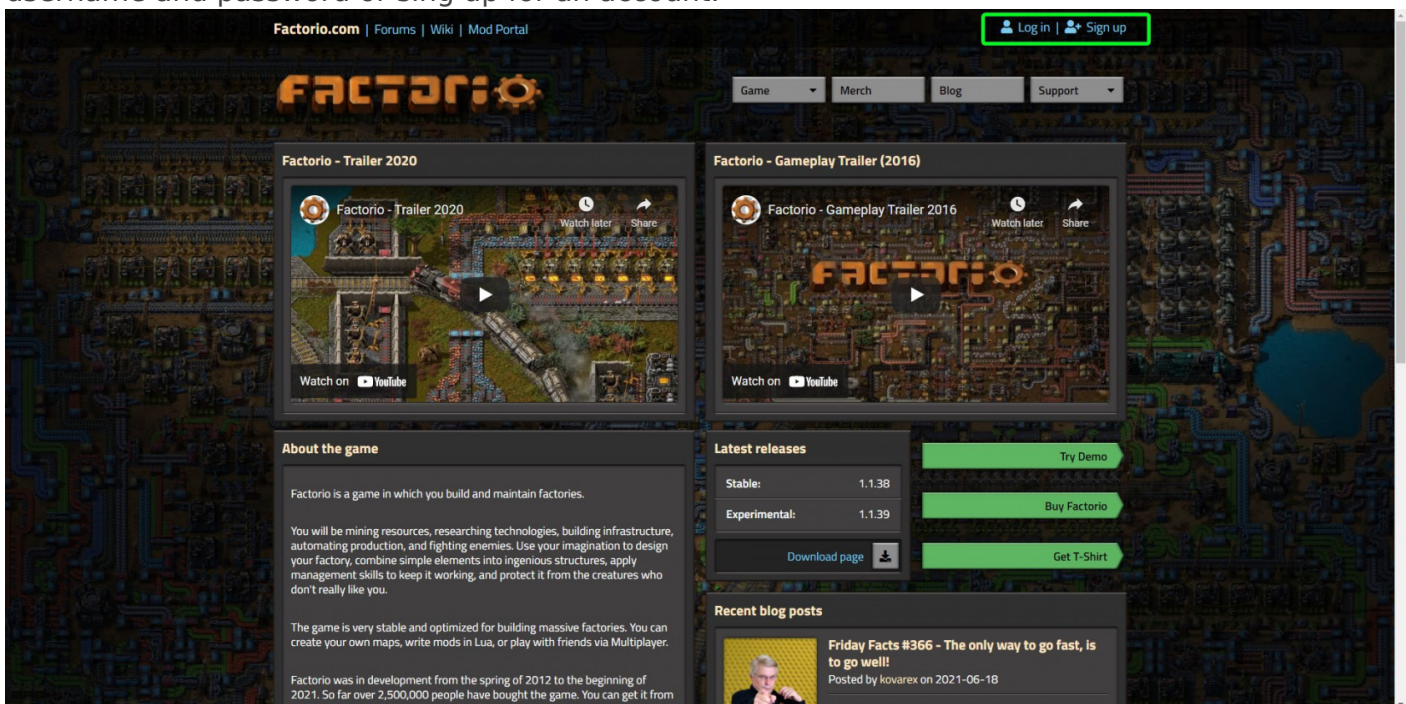 username and password or sing up for an account.
Factorio.com | Forums | Wiki | Mod Portal
Log in | Sign up
FACTORIO
Game
Merch
Blog
Support
Factorio - Trailer 2020
Factorio - Trailer 2020
Watch later
Share
Watch on YouTube
Factorio - Gameplay Trailer (2016)
Factorio - Gameplay Trailer 2016
Watch later
Share
FACTORIO
Watch on YouTube
About the game
Factorio is a game in which you build and maintain factories.
You will be mining resources, researching technologies, building infrastructure,
automating production, and fighting enemies. Use your imagination to design
your factory, combine simple elements into ingenious structures, apply
management skills to keep it working, and protect it from the creatures who
don't really like you.
The game is very stable and optimized for building massive factories. You can
create your own maps, write mods in Lua, or play with friends via Multiplayer.
Factorio was in development from the spring of 2012 to the beginning of
2021. So far over 2,500,000 people have bought the game. You can get it from
Latest releases
Stable: 1.1.38
Experimental: 1.1.39
Download page
Try Demo
Buy Factorio
Get T-Shirt
Recent blog posts
Friday Facts #366 - The only way to go fast, is
to go well!
Posted by kovarex on 2021-06-18